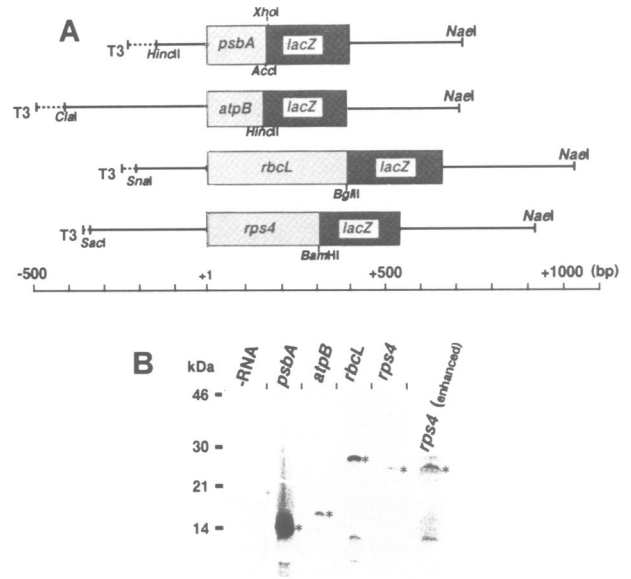 A
XhoI
T3
HincII
psbA
lacZ
NaeI
AccI
T3
ClaI
atpB
lacZ
NaeI
HincII
T3
SnaI
rbcL
lacZ
NaeI
BglII
T3
SacI
rps4
lacZ
NaeI
BamHI
-500 +1 +5000 +1000 (bp)
B
kDa
-RNA
psbA
atpB
rbcL
rps4
rps4 (enhanced)
46
30
21
14
*
*
*
*
*